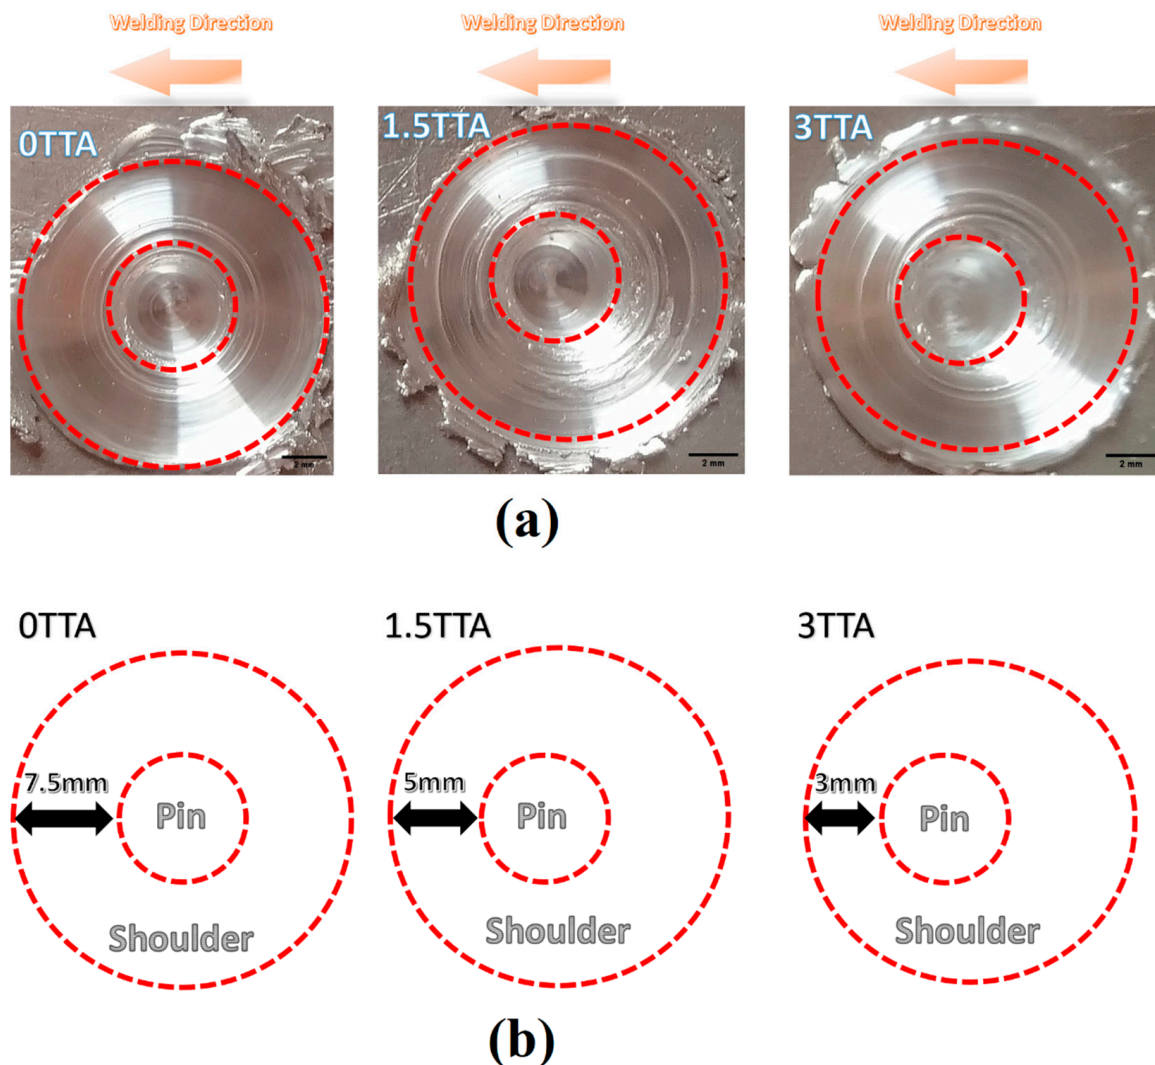 Welding Direction
Welding Direction
Welding Direction
0TTA
1.5TTA
3TTA
2 mm
2 mm
2 mm
(a)
0TTA
1.5TTA
3TTA
7.5mm
5mm
3mm
Pin
Pin
Pin
Shoulder
Shoulder
Shoulder
(b)